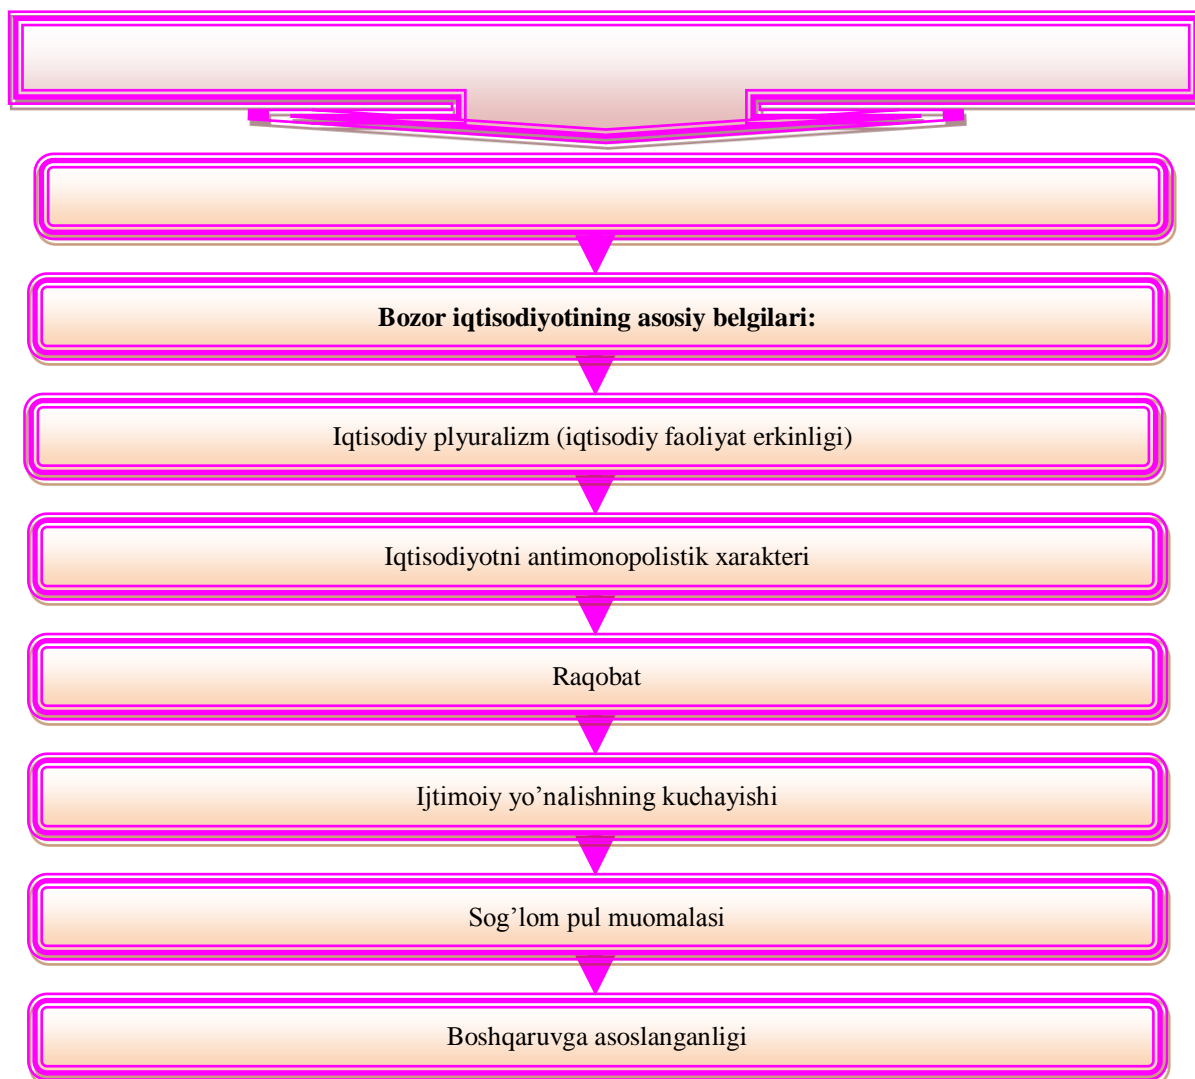 Bozor iqtisodiyotining asosiy belgilari:
Iqtisodiy plyuralizm (iqtisodiy faoliyat erkinligi)
Iqtisodiyotni antimonopolistik xarakteri
Raqobat
Ijtimoiy yo’nalishning kuchayishi
Sog’lom pul muomalasi
Boshqaruvga asoslanganligi